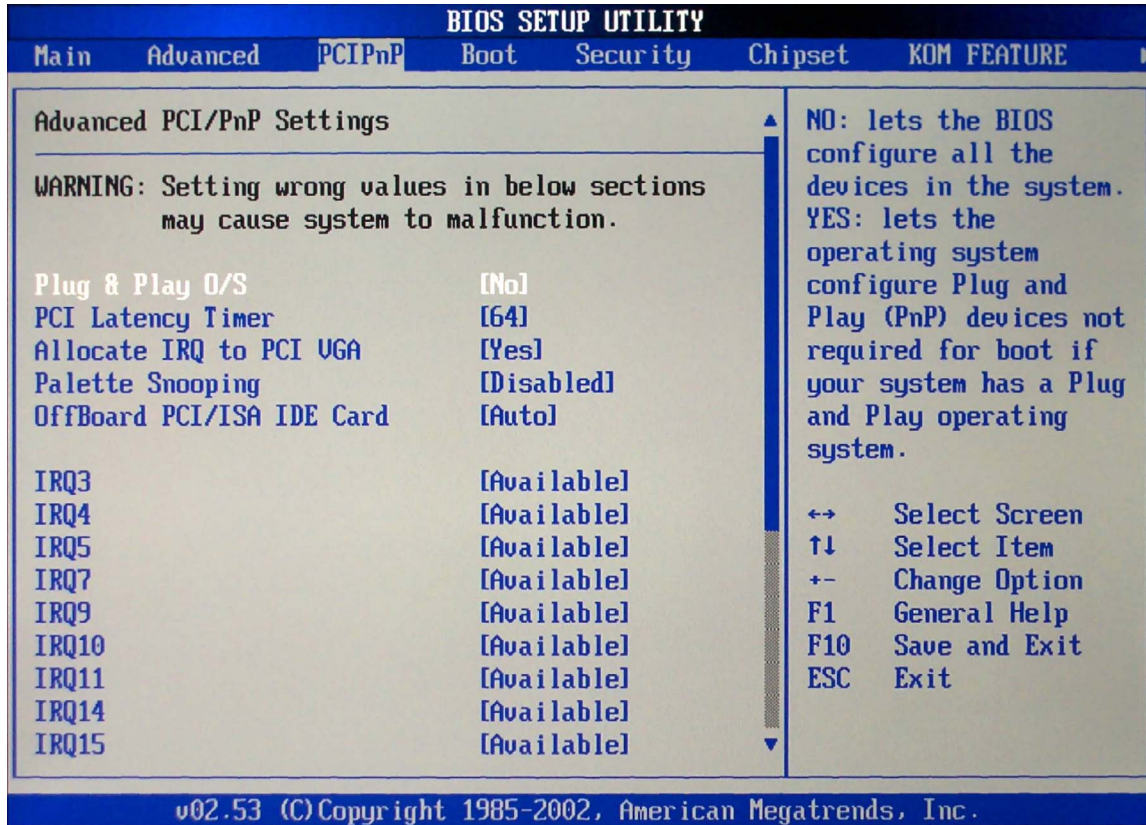 BIOS SETUP UTILITY
Main Advanced PCIPnP Boot Security Chipset KOM FEATURE
Advanced PCI/PnP Settings
WARNING: Setting wrong values in below sections
may cause system to malfunction.
Plug & Play O/S [No]
PCI Latency Timer [64]
Allocate IRQ to PCI VGA [Yes]
Palette Snooping [Disabled]
OffBoard PCI/ISA IDE Card [Auto]
IRQ3 [Available]
IRQ4 [Available]
IRQ5 [Available]
IRQ7 [Available]
IRQ9 [Available]
IRQ10 [Available]
IRQ11 [Available]
IRQ14 [Available]
IRQ15 [Available]
NO: lets the BIOS
configure all the
devices in the system.
YES: lets the
operating system
configure Plug and
Play (PnP) devices not
required for boot if
your system has a Plug
and Play operating
system.
←→ Select Screen
↑↓ Select Item
+- Change Option
F1 General Help
F10 Save and Exit
ESC Exit
v02.53 (C)Copyright 1985-2002, American Megatrends, Inc.